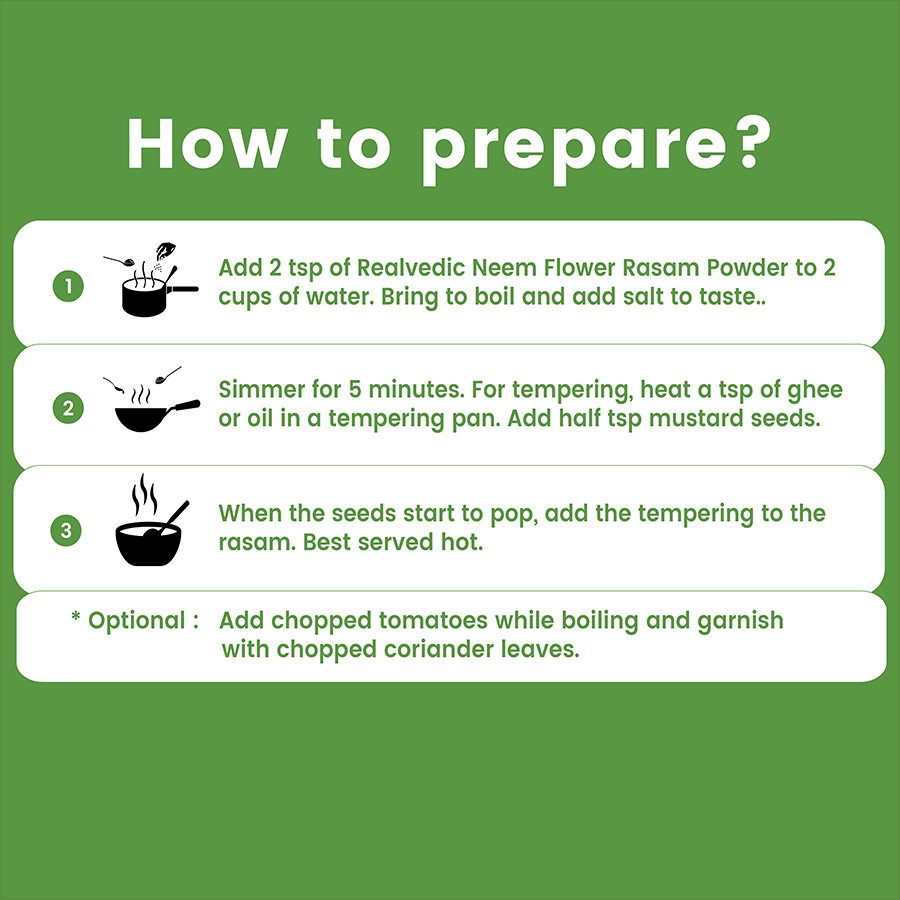 How to prepare?
1
Add 2 tsp of Realvedic Neem Flower Rasam Powder to 2
cups of water. Bring to boil and add salt to taste..
2
Simmer for 5 minutes. For tempering, heat a tsp of ghee
or oil in a tempering pan. Add half tsp mustard seeds.
3
When the seeds start to pop, add the tempering to the
rasam. Best served hot.
* Optional : Add chopped tomatoes while boiling and garnish
with chopped coriander leaves.